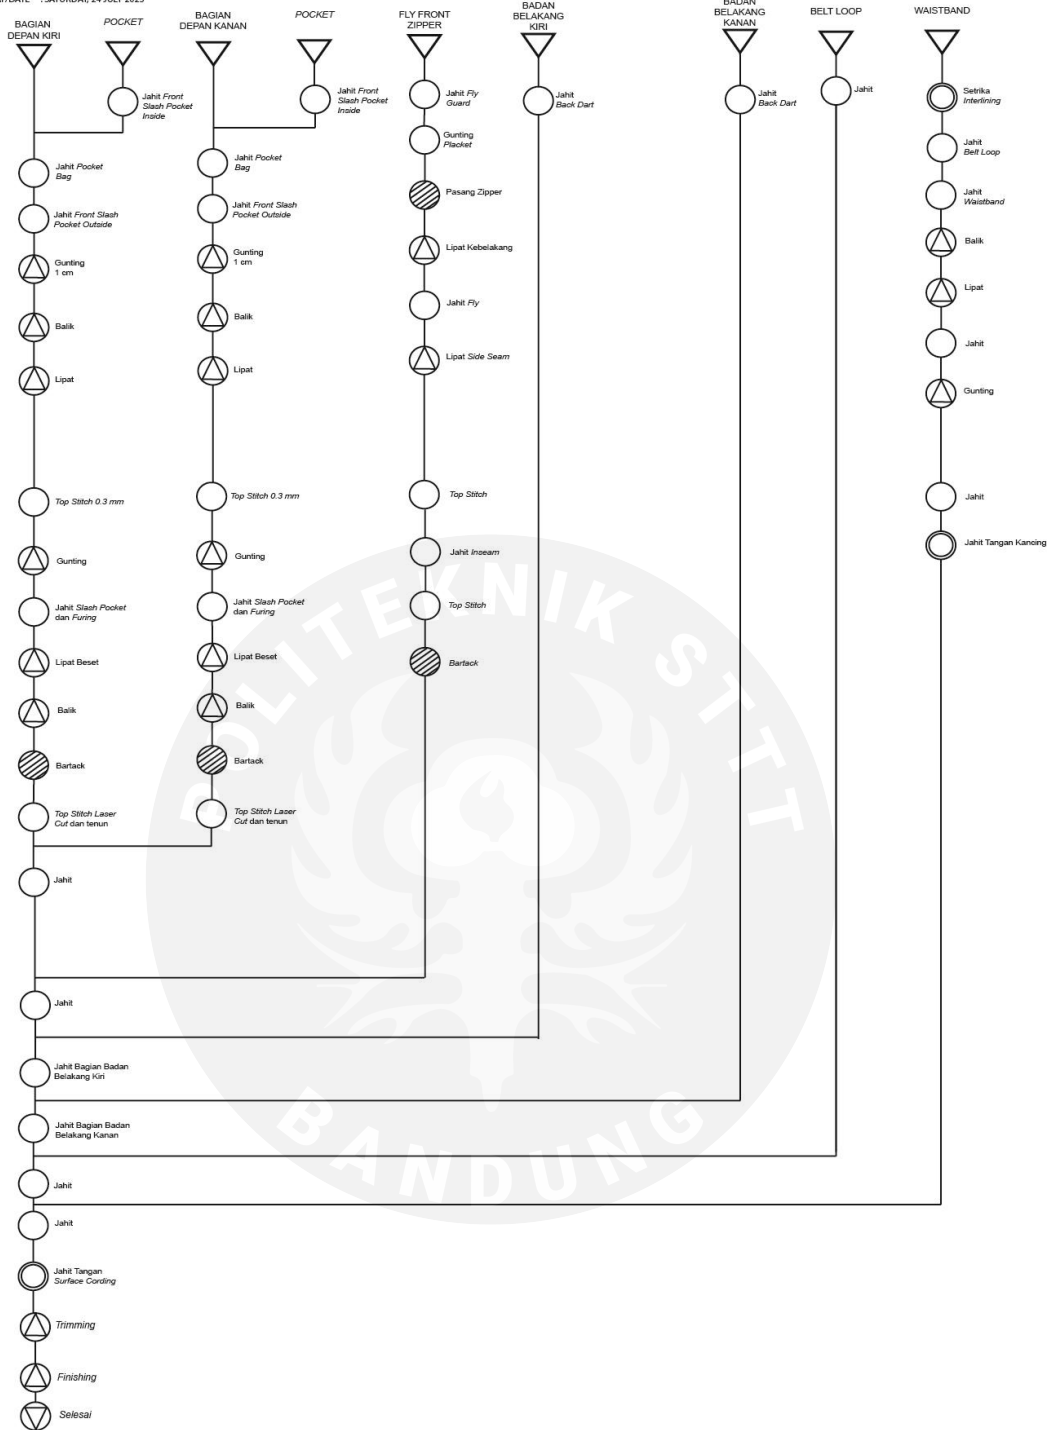 : SATURDAY, 24 JULY 2023
BAGIAN
DEPAN KIRI
POCKET
BAGIAN
DEPAN KANAN
POCKET
FLY FRONT
ZIPPER
BADAN
BELAKANG
KIRI
BADAN
BELAKANG
KANAN
BELT LOOP
WAISTBAND
Jahit Front
Slash Pocket
Inside
Jahit Pocket
Bag
Jahit Front Slash
Pocket Outside
Gunting
1 cm
Balik
Lipat
Top Stitch 0.3 mm
Gunting
Jahit Slash Pocket
dan Furing
Lipat Beset
Balik
Bartack
Top Stitch Laser
Cut dan tenun
Jahit Front
Slash Pocket
Inside
Jahit Pocket
Bag
Jahit Front Slash
Pocket Outside
Gunting
1 cm
Balik
Lipat
Top Stitch 0.3 mm
Gunting
Jahit Slash Pocket
dan Furing
Lipat Beset
Balik
Bartack
Top Stitch Laser
Cut dan tenun
Jahit Fly
Guard
Gunting
Placket
Pasang Zipper
Lipat Kebelakang
Jahit Fly
Lipat Side Seam
Top Stitch
Jahit Inseam
Top Stitch
Bartack
Jahit
Back Dart
Jahit
Back Dart
Jahit
Setrika
Interlining
Jahit
Belt Loop
Jahit
Waistband
Balik
Lipat
Jahit
Gunting
Jahit
Jahit Tangan Kancing
Jahit
Jahit
Jahit Bagian Badan
Belakang Kiri
Jahit Bagian Badan
Belakang Kanan
Jahit
Jahit
Jahit Tangan
Surface Cording
Trimming
Finishing
Selesai
POLITEKNIK STTT
BANDUNG